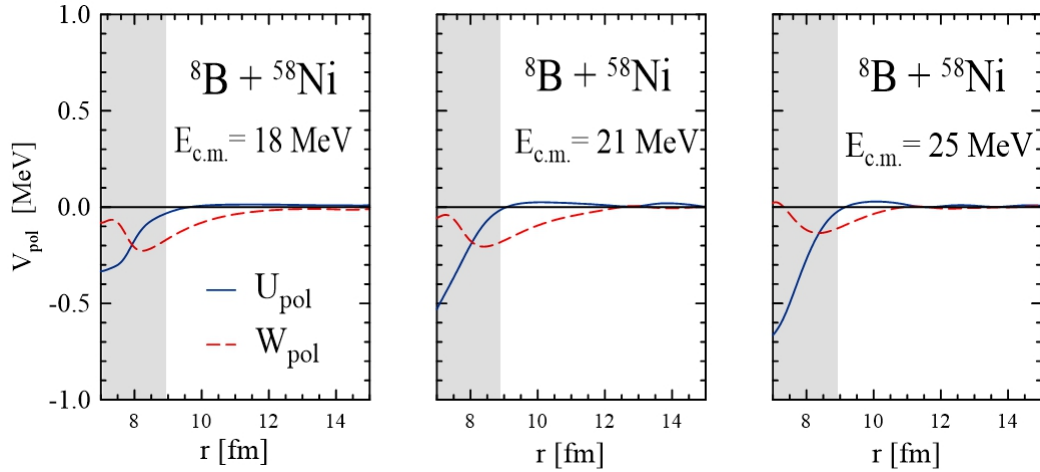 ⁸B + ⁵⁸Ni
E_c.m. = 18 MeV
V_pol [MeV]
1.0
0.5
0.0
-0.5
-1.0
U_pol
W_pol
8 10 12 14
r [fm]
⁸B + ⁵⁸Ni
E_c.m. = 21 MeV
8 10 12 14
r [fm]
⁸B + ⁵⁸Ni
E_c.m. = 25 MeV
8 10 12 14
r [fm]